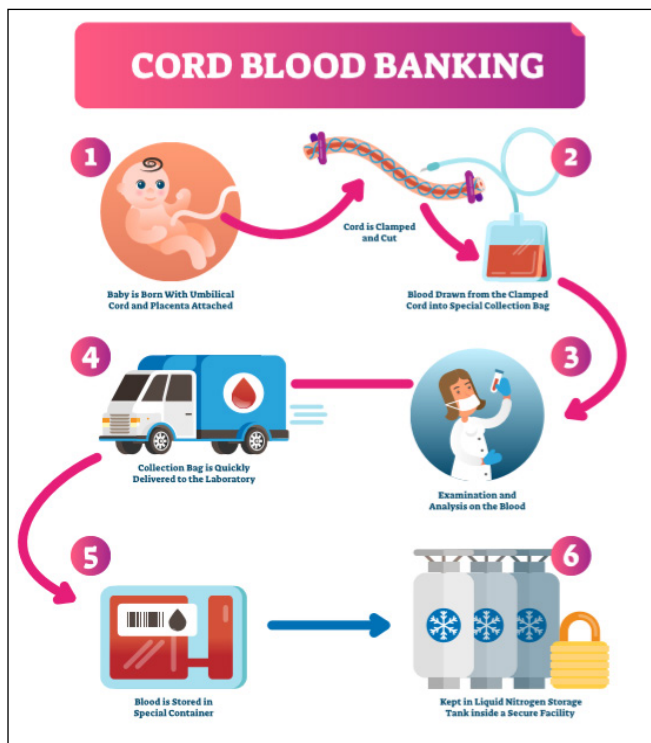 CORD BLOOD BANKING
1
Baby is Born With Umbilical
Cord and Placenta Attached
Cord is Clamped
and Cut
2
Blood Drawn from the Clamped
Cord into Special Collection Bag
3
Examination and
Analysis on the Blood
4
Collection Bag is Quickly
Delivered to the Laboratory
5
Blood is Stored in
Special Container
6
Kept in Liquid Nitrogen Storage
Tank inside a Secure Facility